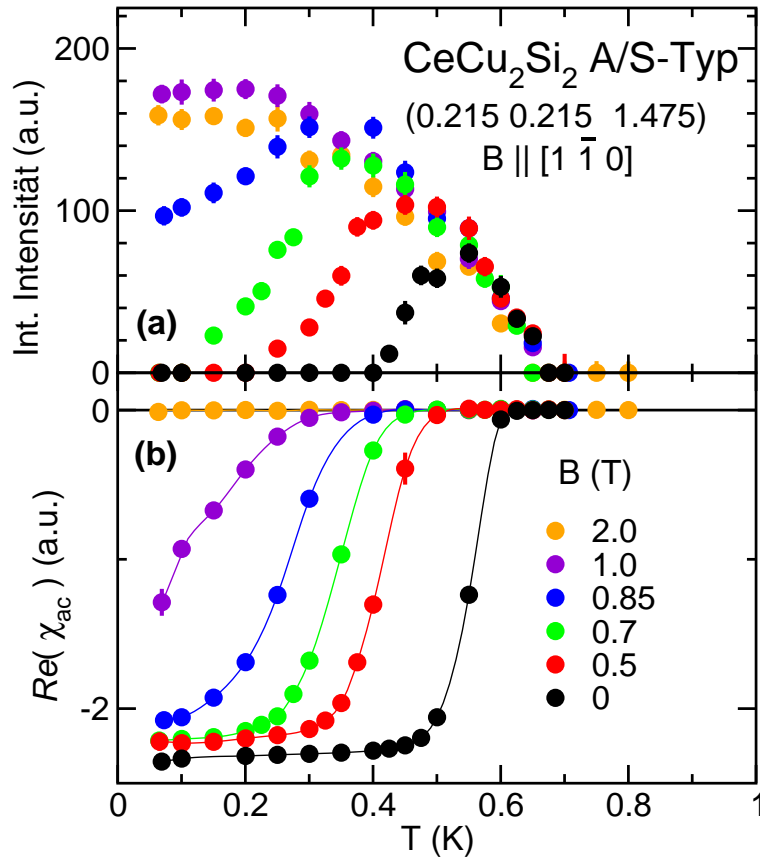 200
100
0
Int. Intensität (a.u.)
CeCu₂Si₂ A/S-Typ
(0.215 0.215 1.475)
B || [1 1̄ 0]
(a)
0
-2
Re( χac ) (a.u.)
(b)
B (T)
2.0
1.0
0.85
0.7
0.5
0
0 0.2 0.4 0.6 0.8 1
T (K)